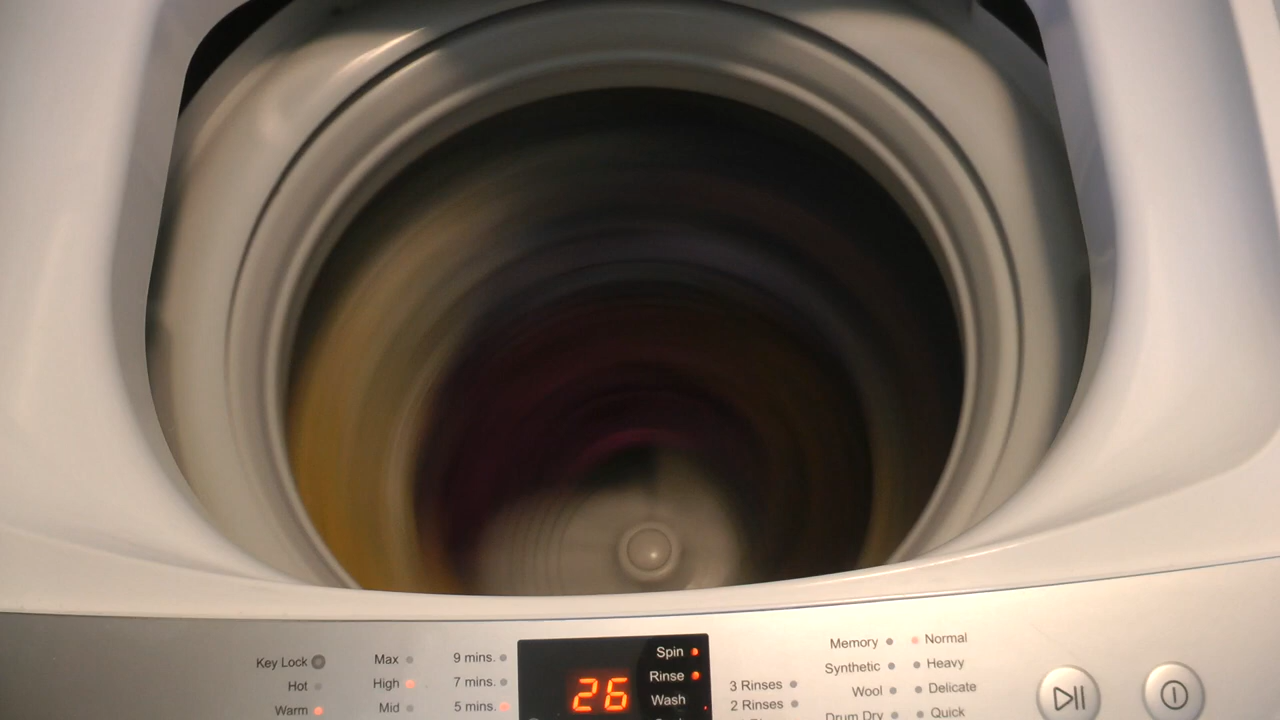 Key Lock
Hot
Warm
Max
High
Mid
9 mins.
7 mins.
5 mins.
26
Spin
Rinse
Wash
3 Rinses
2 Rinses
Memory
Synthetic
Wool
Drum Dry
Normal
Heavy
Delicate
Quick